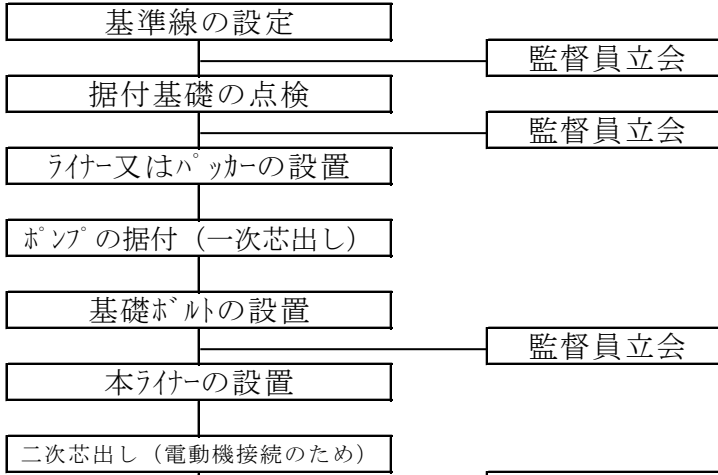 基準線の設定
監督員立会
据付基礎の点検
監督員立会
ﾗｲﾅｰ又はﾊﾟｯｶｰの設置
ﾎﾟﾝﾌﾟの据付（一次芯出し）
基礎ﾎﾞﾙﾄの設置
監督員立会
本ﾗｲﾅｰの設置
二次芯出し（電動機接続のため）